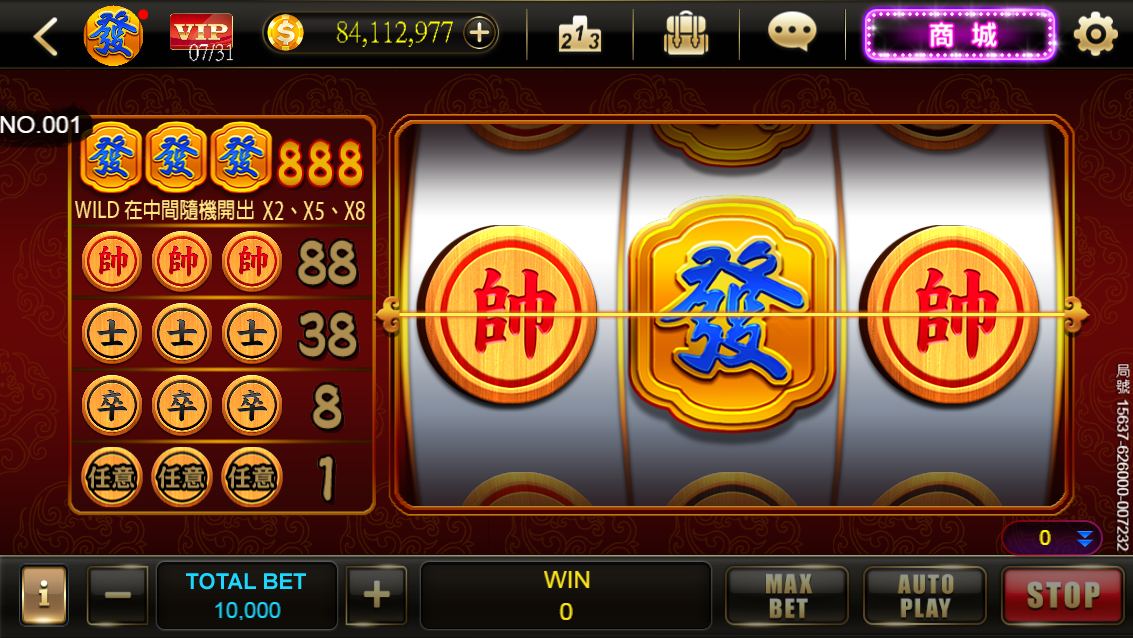 發
VIP
07/31
84,112,977 +
213
商城
NO.001
發 發 發 888
WILD 在中間隨機開出 X2、X5、X8
帥 帥 帥 88
士 士 士 38
卒 卒 卒 8
任意 任意 任意 1
帥 發 帥
局號 15637-626000-007232
0
i
TOTAL BET
10,000
WIN
0
MAX
BET
AUTO
PLAY
STOP